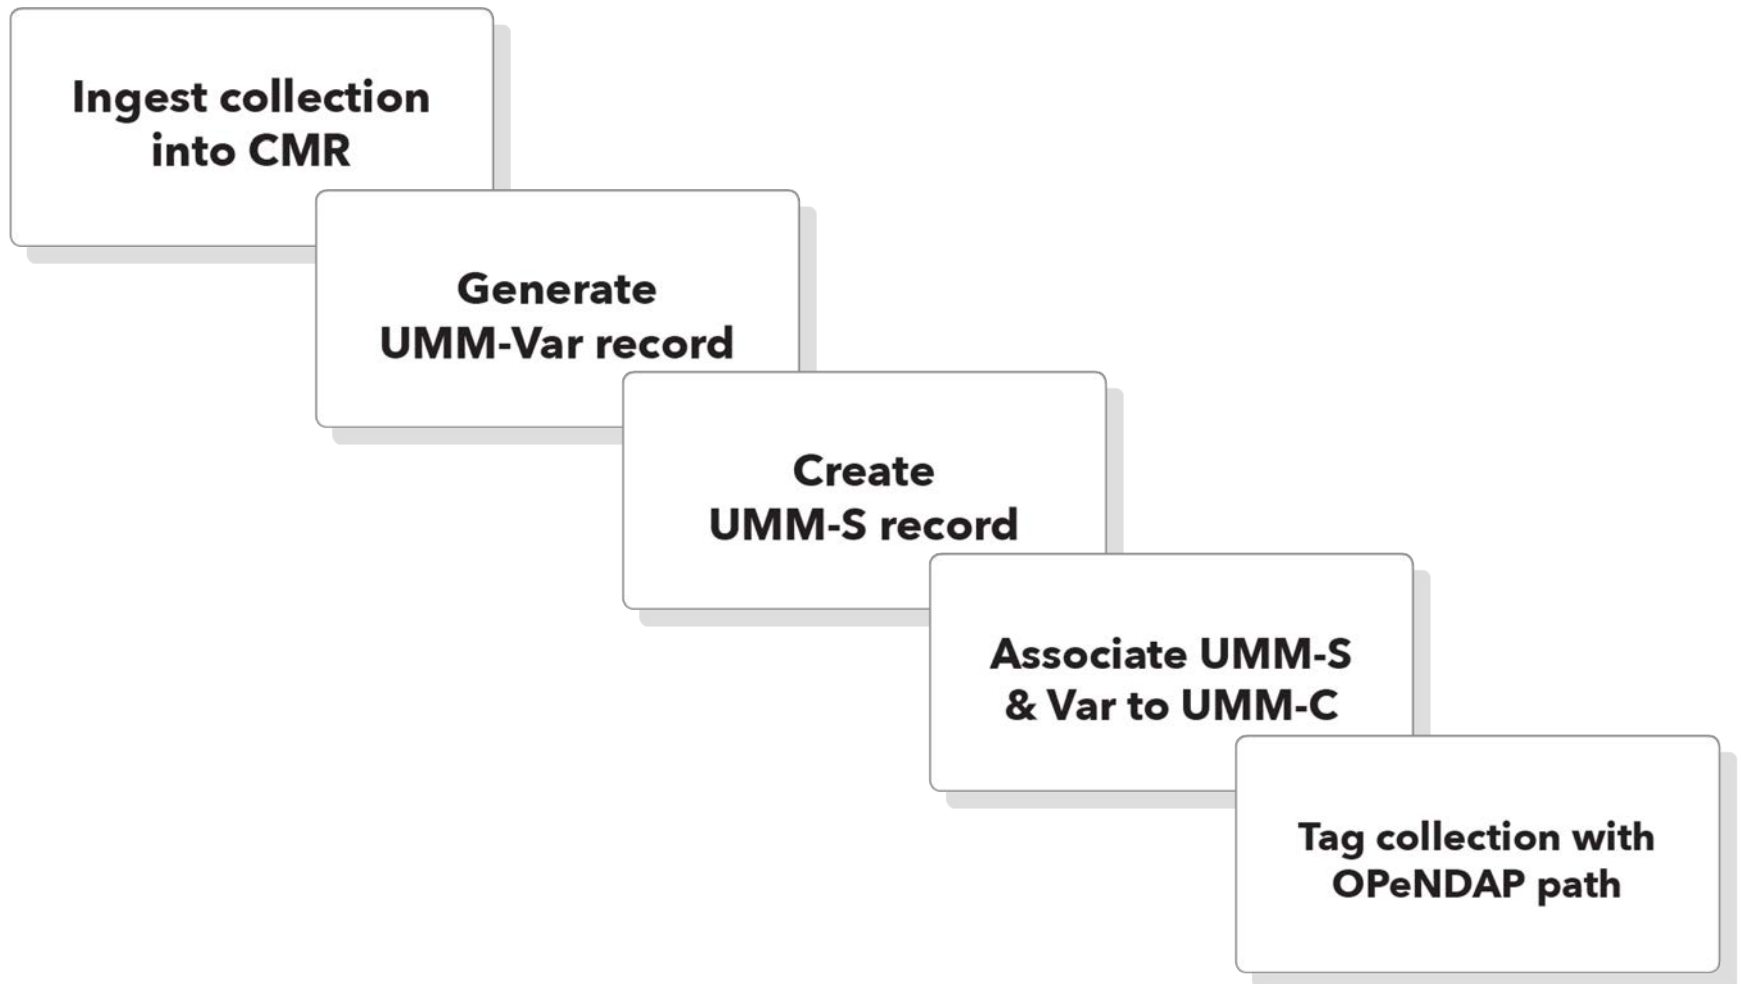 Ingest collection
into CMR
Generate
UMM-Var record
Create
UMM-S record
Associate UMM-S
& Var to UMM-C
Tag collection with
OPeNDAP path